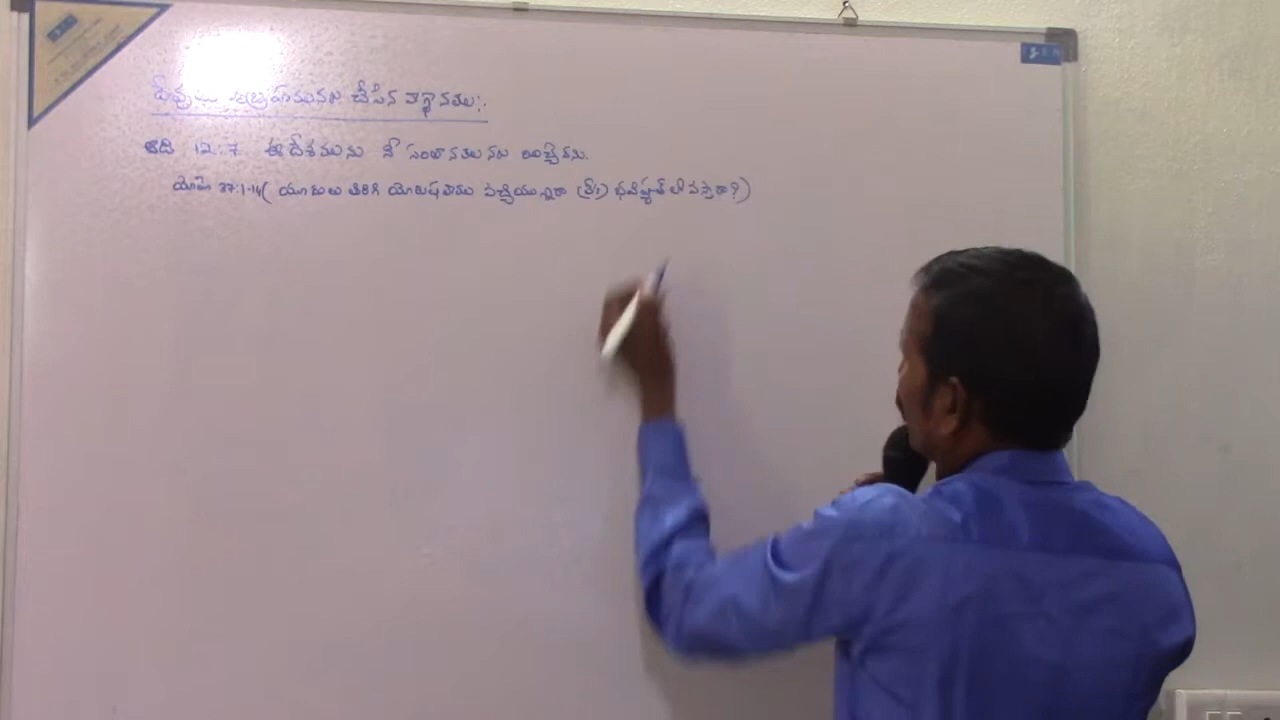 దేవుడు అబ్రహామునకు చేసిన వాగ్దానములు:.
ఆది 12:7 ఈ దేశమును నీ సంతానమునకు యిచ్చెదను.
యెహె 37:1-14 ( యూదులు తిరిగి యెరుషలేము వచ్చియున్నారా (లేక) భవిష్యత్ లో వస్తారా? )